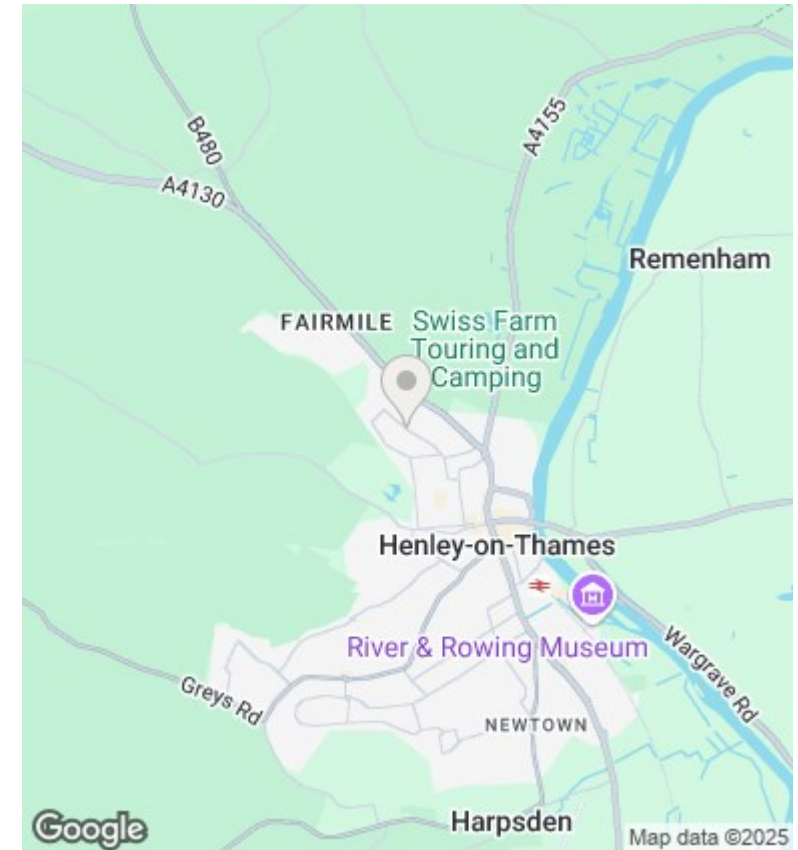 B480
A4130
A4155
Remenham
FAIRMILE
Swiss Farm
Touring and
Camping
Henley-on-Thames
River & Rowing Museum
Wargrave Rd
Greys Rd
NEWTOWN
Harpsden
Google
Map data ©2025